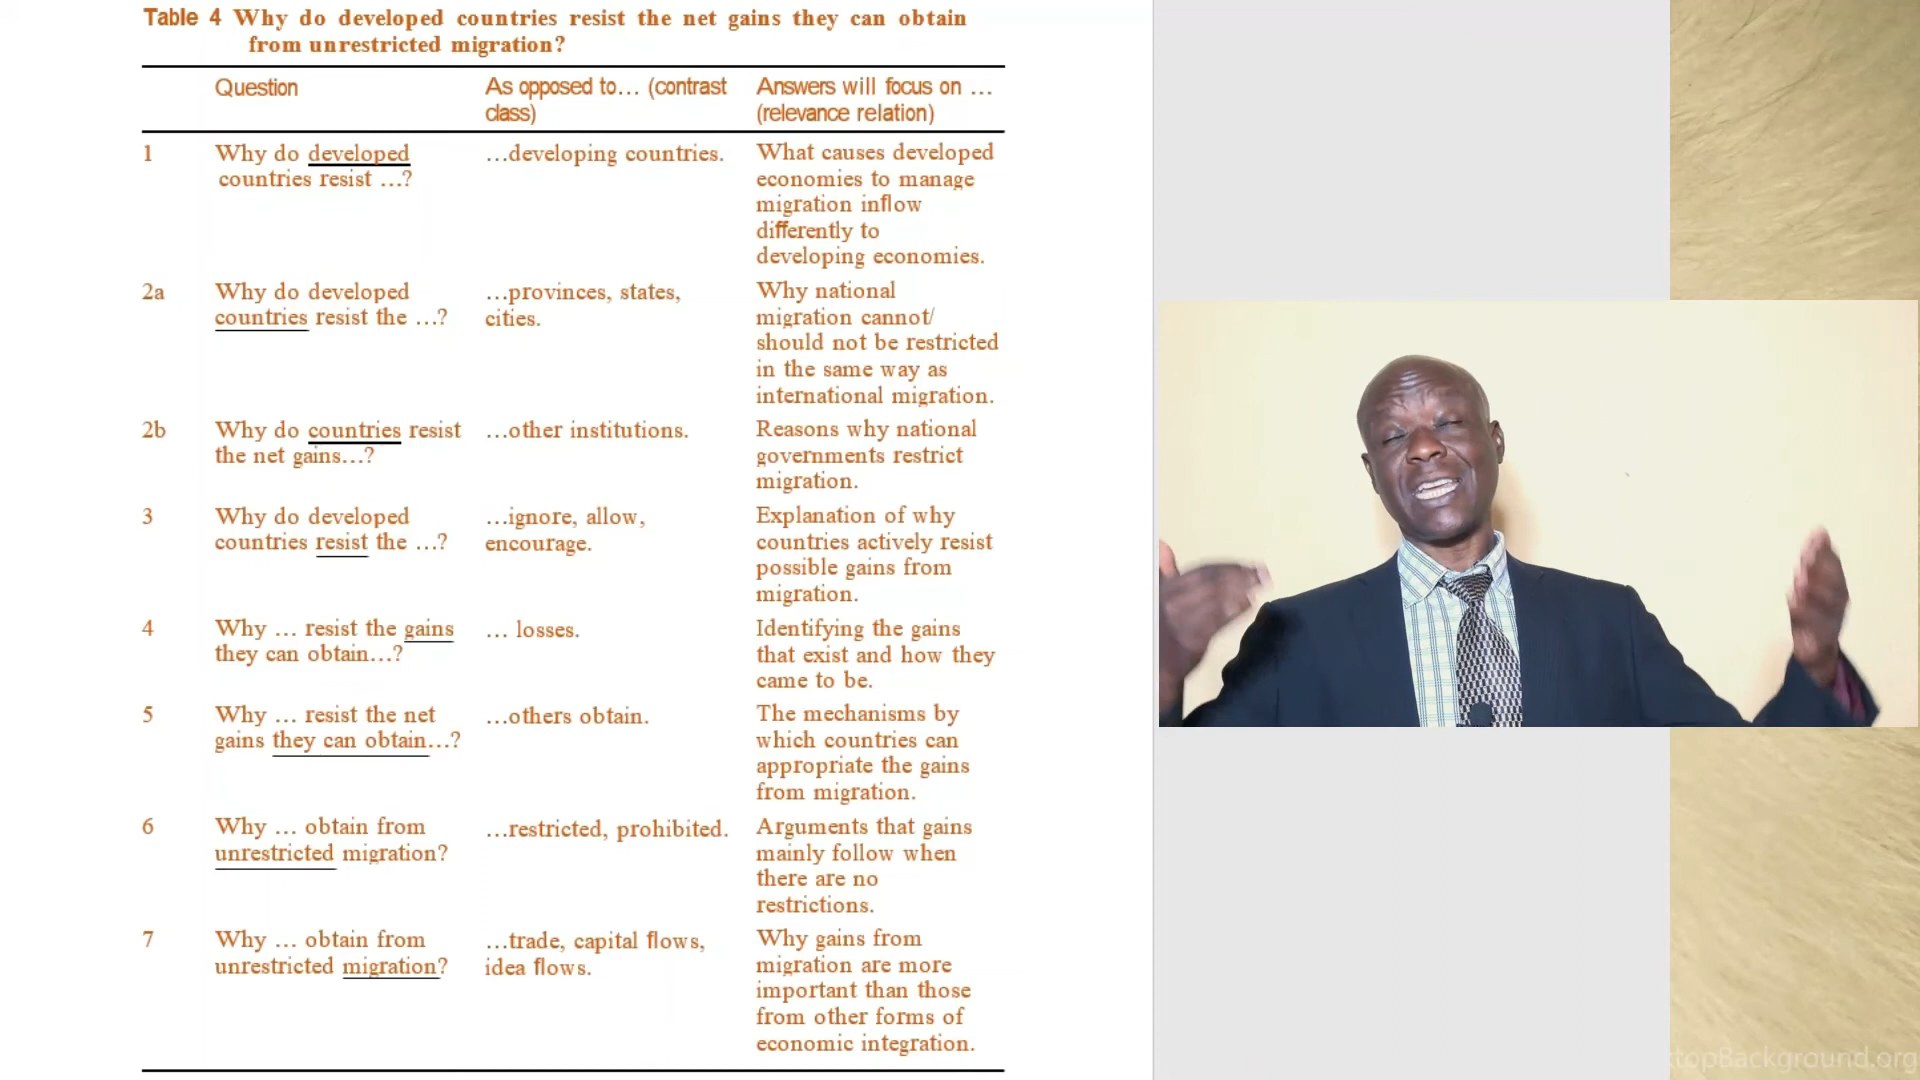 Table 4 Why do developed countries resist the net gains they can obtain
from unrestricted migration?
Question
As opposed to… (contrast
class)
Answers will focus on …
(relevance relation)
1
Why do developed
countries resist …?
…developing countries.
What causes developed
economies to manage
migration inflow
differently to
developing economies.
2a
Why do developed
countries resist the …?
…provinces, states,
cities.
Why national
migration cannot/
should not be restricted
in the same way as
international migration.
2b
Why do countries resist
the net gains…?
…other institutions.
Reasons why national
governments restrict
migration.
3
Why do developed
countries resist the …?
…ignore, allow,
encourage.
Explanation of why
countries actively resist
possible gains from
migration.
4
Why … resist the gains
they can obtain…?
… losses.
Identifying the gains
that exist and how they
came to be.
5
Why … resist the net
gains they can obtain…?
…others obtain.
The mechanisms by
which countries can
appropriate the gains
from migration.
6
Why … obtain from
unrestricted migration?
…restricted, prohibited.
Arguments that gains
mainly follow when
there are no
restrictions.
7
Why … obtain from
unrestricted migration?
…trade, capital flows,
idea flows.
Why gains from
migration are more
important than those
from other forms of
economic integration.
topBackground.org